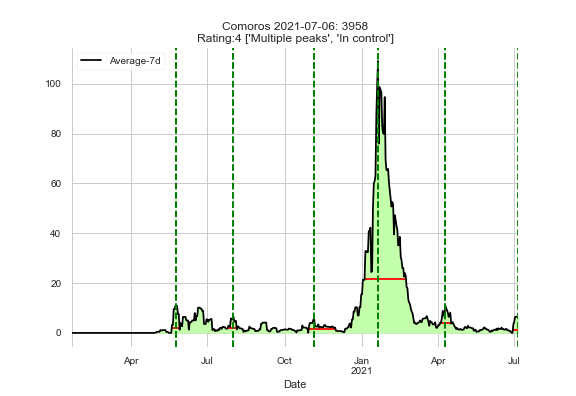 Comoros 2021-07-06: 3958
Rating:4 ['Multiple peaks', 'In control']
Average-7d
100
80
60
40
20
0
Apr Jul Oct Jan Apr Jul
2021
Date